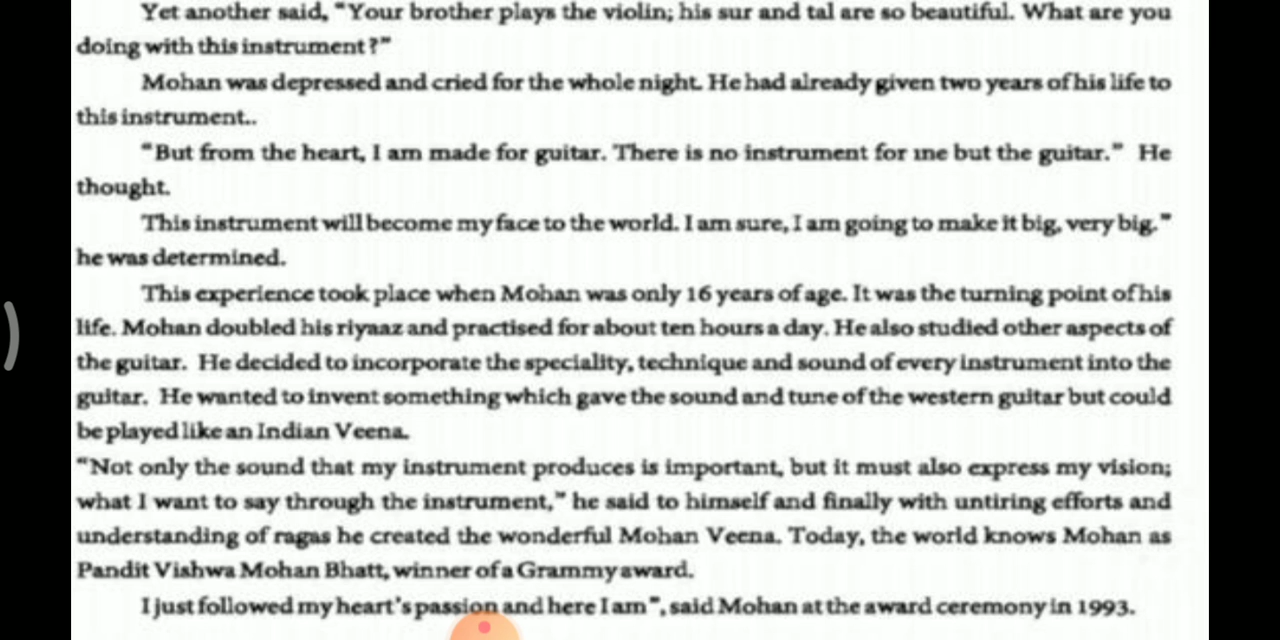 Yet another said, “Your brother plays the violin; his sur and tal are so beautiful. What are you
doing with this instrument?”
Mohan was depressed and cried for the whole night. He had already given two years of his life to
this instrument..
“But from the heart, I am made for guitar. There is no instrument for me but the guitar.” He
thought.
This instrument will become my face to the world. I am sure, I am going to make it big, very big.”
he was determined.
This experience took place when Mohan was only 16 years of age. It was the turning point of his
life. Mohan doubled his riyaaz and practised for about ten hours a day. He also studied other aspects of
the guitar. He decided to incorporate the speciality, technique and sound of every instrument into the
guitar. He wanted to invent something which gave the sound and tune of the western guitar but could
be played like an Indian Veena.
“Not only the sound that my instrument produces is important, but it must also express my vision;
what I want to say through the instrument,” he said to himself and finally with untiring efforts and
understanding of ragas he created the wonderful Mohan Veena. Today, the world knows Mohan as
Pandit Vishwa Mohan Bhatt, winner of a Grammy award.
I just followed my heart’s passion and here I am”, said Mohan at the award ceremony in 1993.